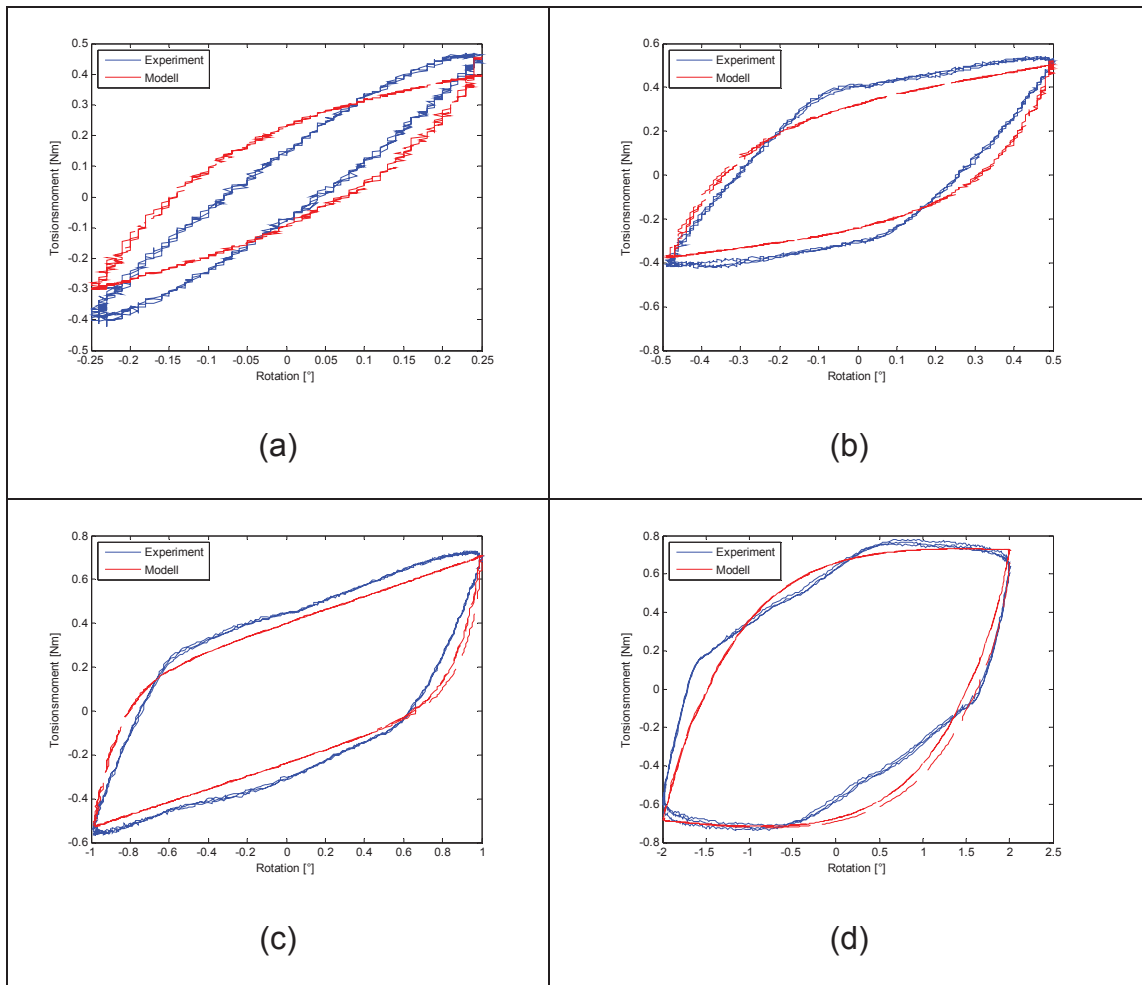 0.5
0.4
0.3
0.2
0.1
0
-0.1
-0.2
-0.3
-0.4
-0.5
Torsionsmoment [Nm]
Experiment
Modell
-0.25 -0.2 -0.15 -0.1 -0.05 0 0.05 0.1 0.15 0.2 0.25
Rotation [°]
(a)
0.6
0.4
0.2
0
-0.2
-0.4
-0.6
-0.8
Torsionsmoment [Nm]
Experiment
Modell
-0.5 -0.4 -0.3 -0.2 -0.1 0 0.1 0.2 0.3 0.4 0.5
Rotation [°]
(b)
0.8
0.6
0.4
0.2
0
-0.2
-0.4
-0.6
Torsionsmoment [Nm]
Experiment
Modell
-1 -0.8 -0.6 -0.4 -0.2 0 0.2 0.4 0.6 0.8 1
Rotation [°]
(c)
0.8
0.6
0.4
0.2
0
-0.2
-0.4
-0.6
-0.8
Torsionsmoment [Nm]
Experiment
Modell
-2 -1.5 -1 -0.5 0 0.5 1 1.5 2 2.5
Rotation [°]
(d)